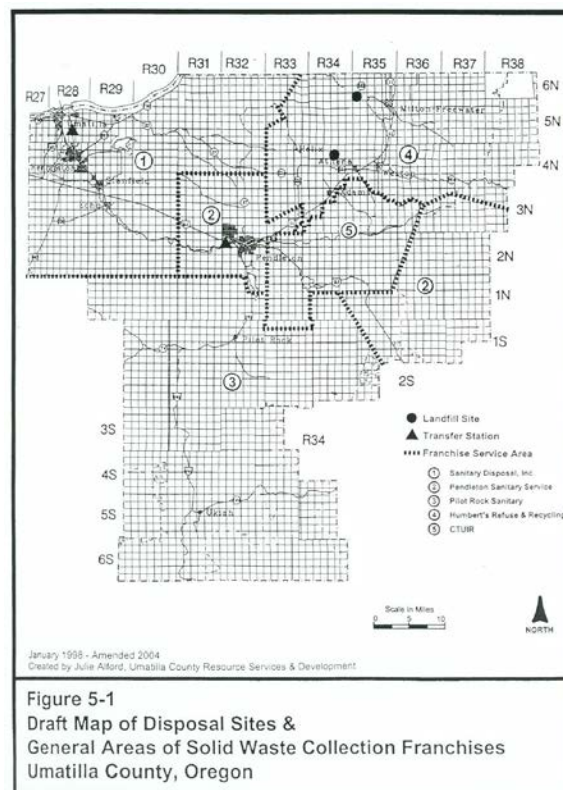 R27 R28 R29 R30 R31 R32 R33 R34 R35 R36 R37 R38
6N
Milton-Freewater
5N
Umatilla
4N
①
④
Athena
Weston
Stanfield
Adams
3N
②
⑤
Pendleton
2N
②
1N
1S
Pilot Rock
③
2S
● Landfill Site
▲ Transfer Station
Franchise Service Area
3S
R34
① Sanitary Disposal, Inc.
② Pendleton Sanitary Service
4S
③ Pilot Rock Sanitary
④ Humbert's Refuse & Recycling
⑤ CTUIR
5S
Ukiah
6S
Scale in Miles
0 5 10
NORTH
January 1998 - Amended 2004
Created by Julie Alford, Umatilla County Resource Services & Development
Figure 5-1
Draft Map of Disposal Sites &
General Areas of Solid Waste Collection Franchises
Umatilla County, Oregon